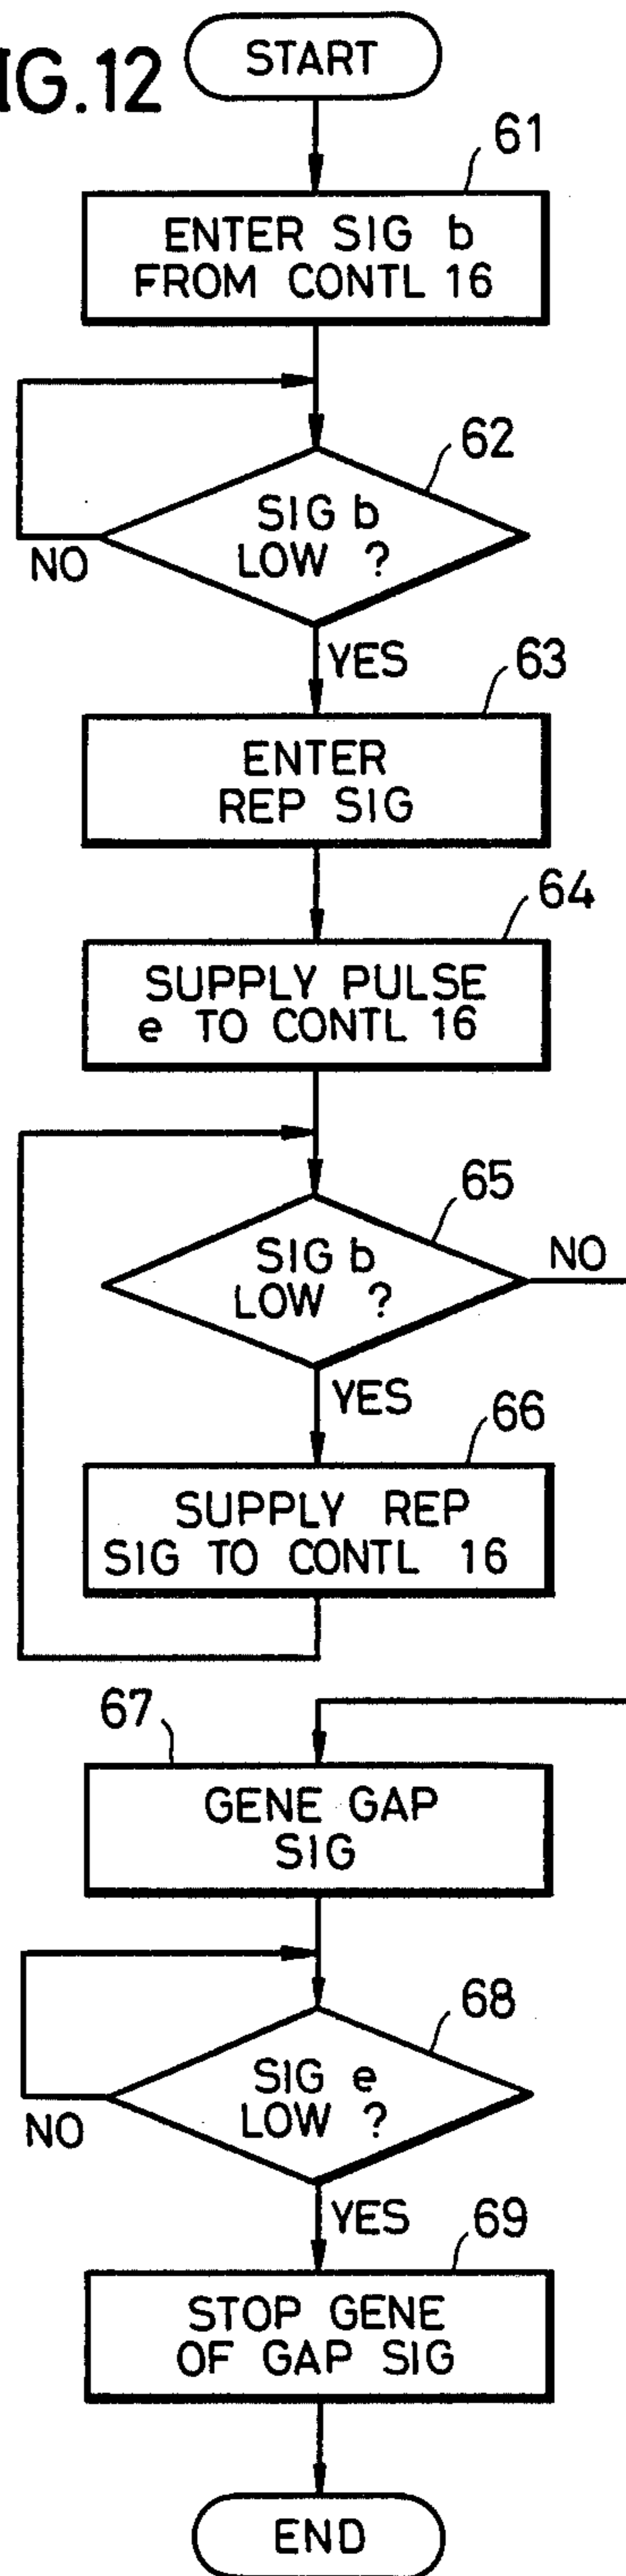 IG.12
START
61
ENTER SIG b
FROM CONTL 16
62
SIG b
LOW ?
NO
YES
63
ENTER
REP SIG
64
SUPPLY PULSE
e TO CONTL 16
65
SIG b
LOW ?
NO
YES
66
SUPPLY REP
SIG TO CONTL 16
67
GENE GAP
SIG
68
SIG e
LOW ?
NO
YES
69
STOP GENE
OF GAP SIG
END